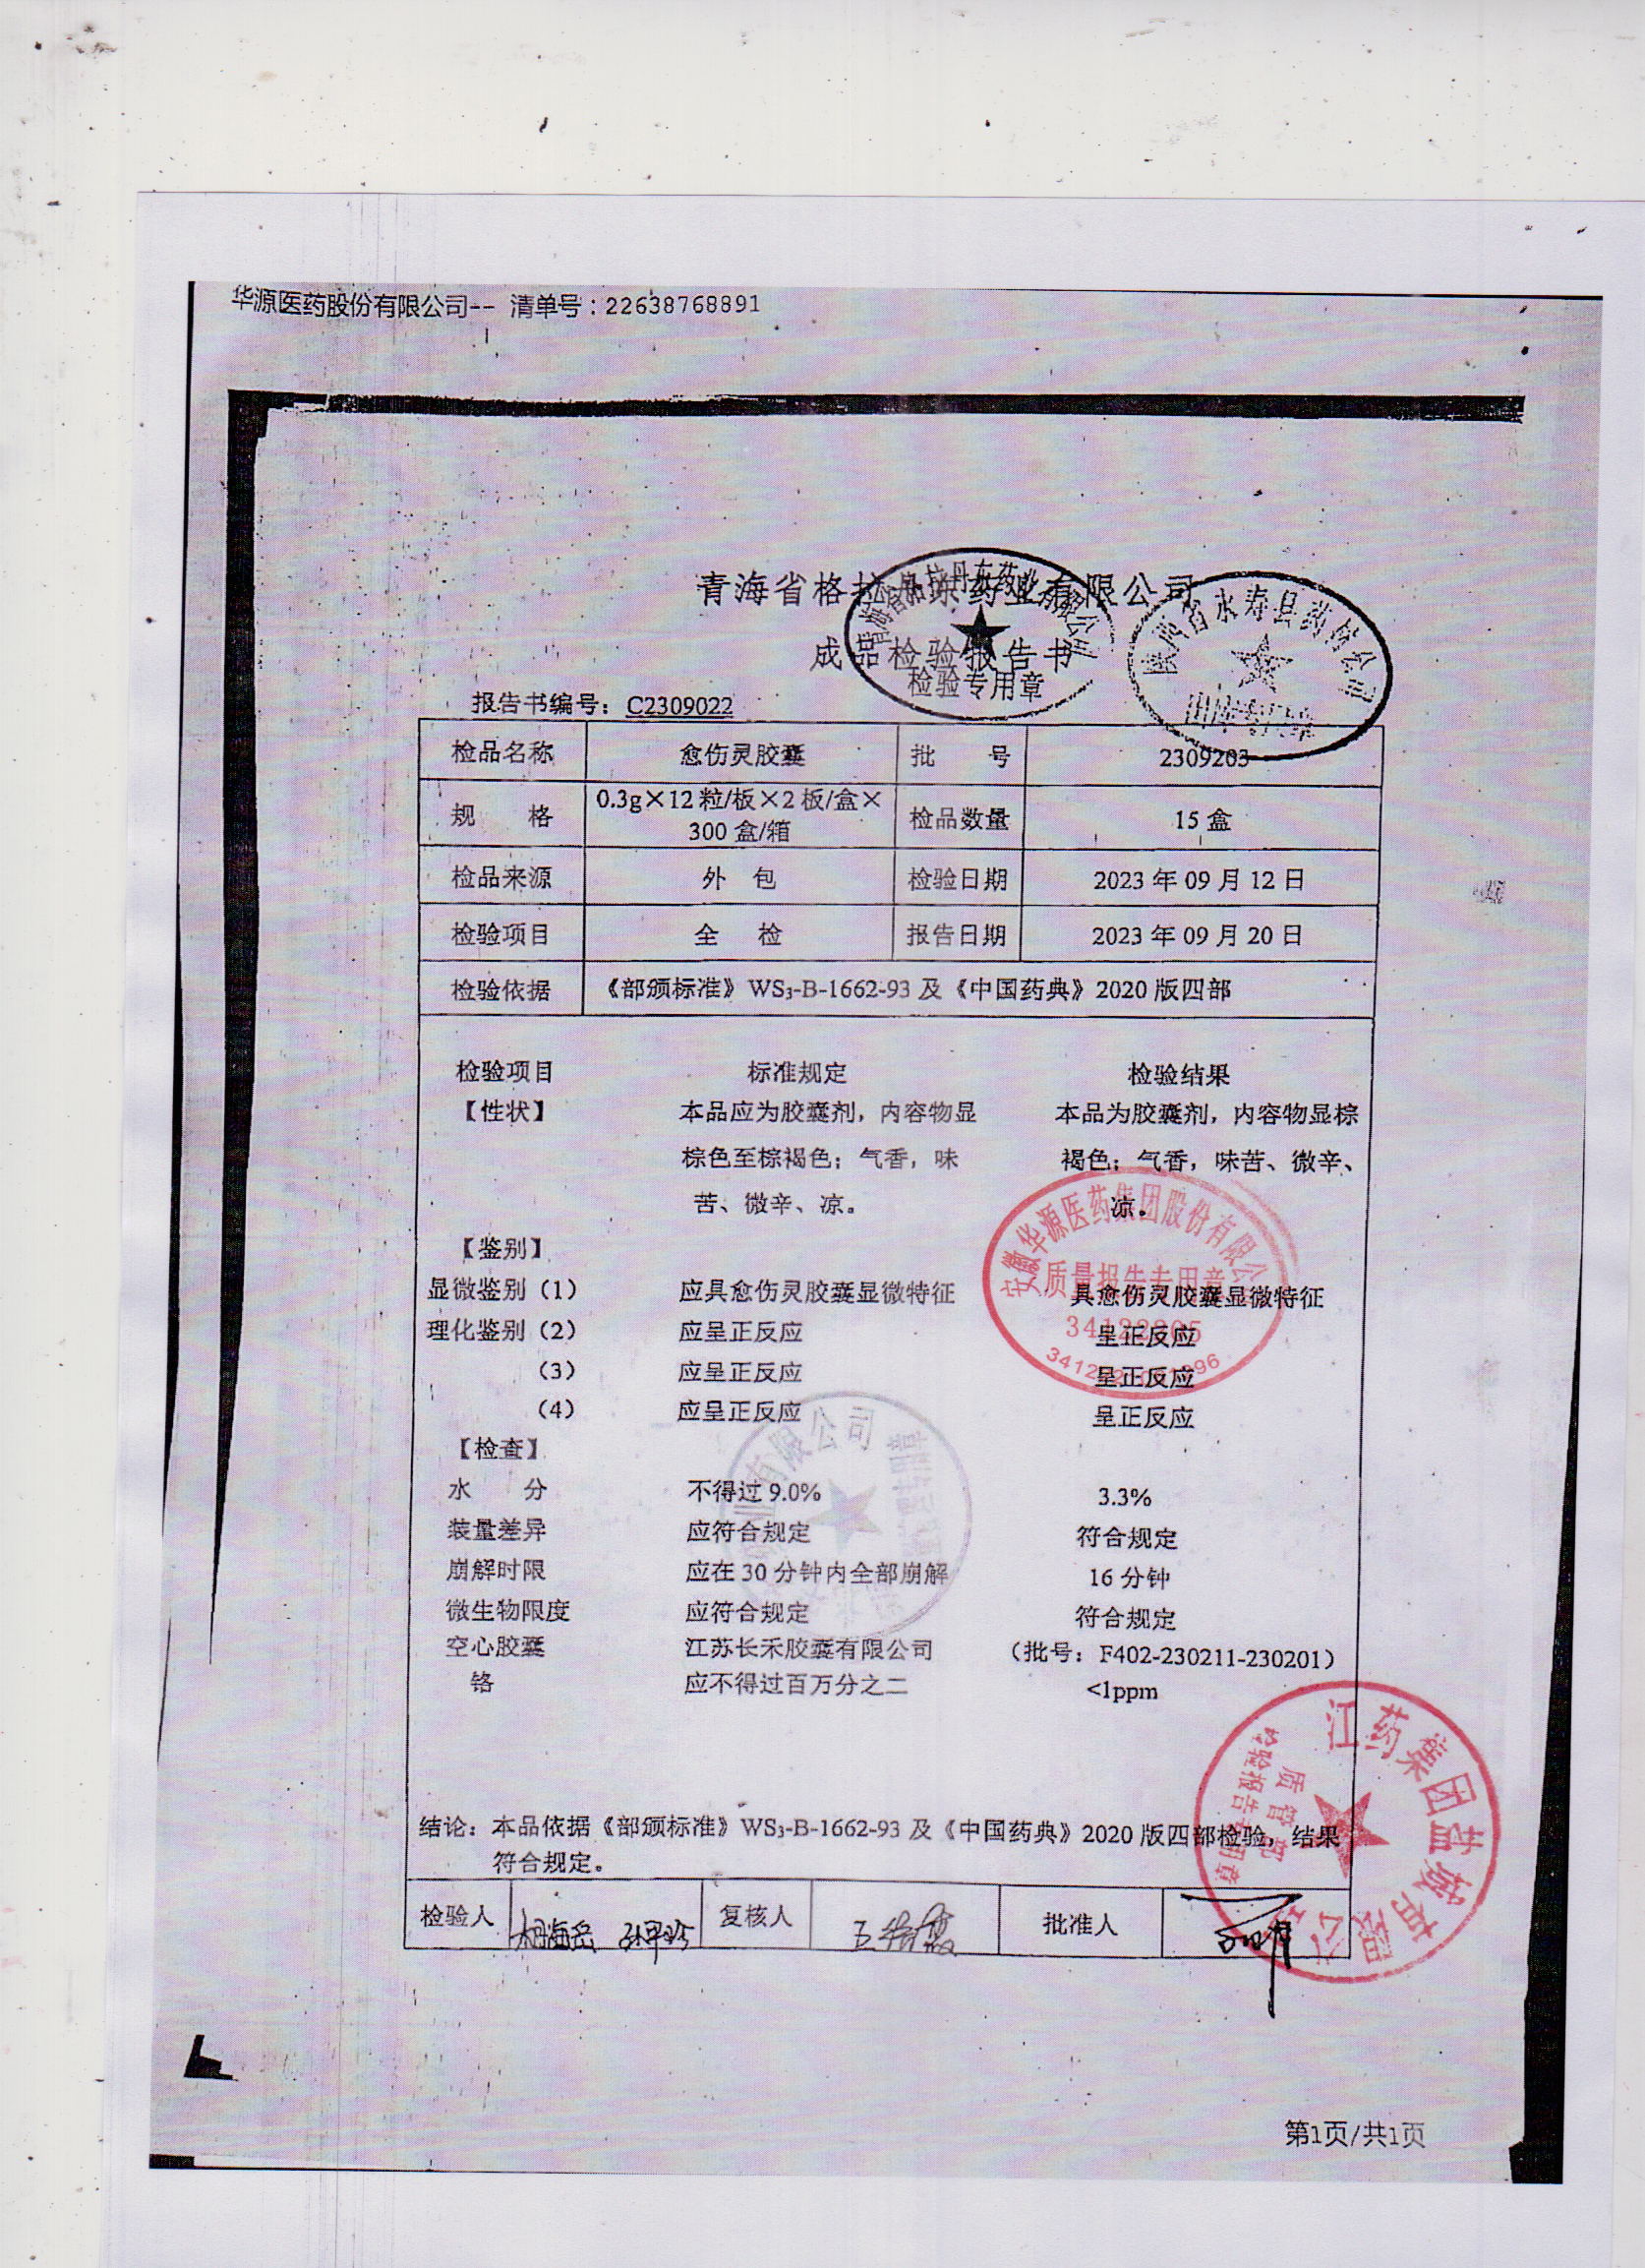 华源医药股份有限公司-- 清单号：22638768891
青海省格拉丹东药业有限公司
成品检验报告书
检验专用章
报告书编号：C2309022
检品名称 愈伤灵胶囊 批 号 2309203
规 格 0.3g×12粒/板×2板/盒×
300盒/箱 检品数量 15盒
检品来源 外 包 检验日期 2023年09月12日
检验项目 全 检 报告日期 2023年09月20日
检验依据 《部颁标准》WS₃-B-1662-93及《中国药典》2020版四部
检验项目 标准规定 检验结果
【性状】 本品应为胶囊剂，内容物显 本品为胶囊剂，内容物显棕
棕色至棕褐色；气香，味 褐色；气香，味苦、微辛、
苦、微辛、凉。 凉。
安徽华源医药集团股份有限公
质量报告专用章
【鉴别】
显微鉴别（1） 应具愈伤灵胶囊显微特征 具愈伤灵胶囊显微特征
理化鉴别（2） 应呈正反应 呈正反应
（3） 应呈正反应 呈正反应
（4） 应呈正反应 呈正反应
【检查】
水 分 不得过9.0% 3.3%
装量差异 应符合规定 符合规定
崩解时限 应在30分钟内全部崩解 16分钟
微生物限度 应符合规定 符合规定
空心胶囊 江苏长禾胶囊有限公司 （批号：F402-230211-230201）
铬 应不得过百万分之二 <1ppm
江药集团盐城有限公司
质管部
检验报告专用章
结论：本品依据《部颁标准》WS₃-B-1662-93及《中国药典》2020版四部检验，结果
符合规定。
检验人 复核人 批准人
第1页/共1页